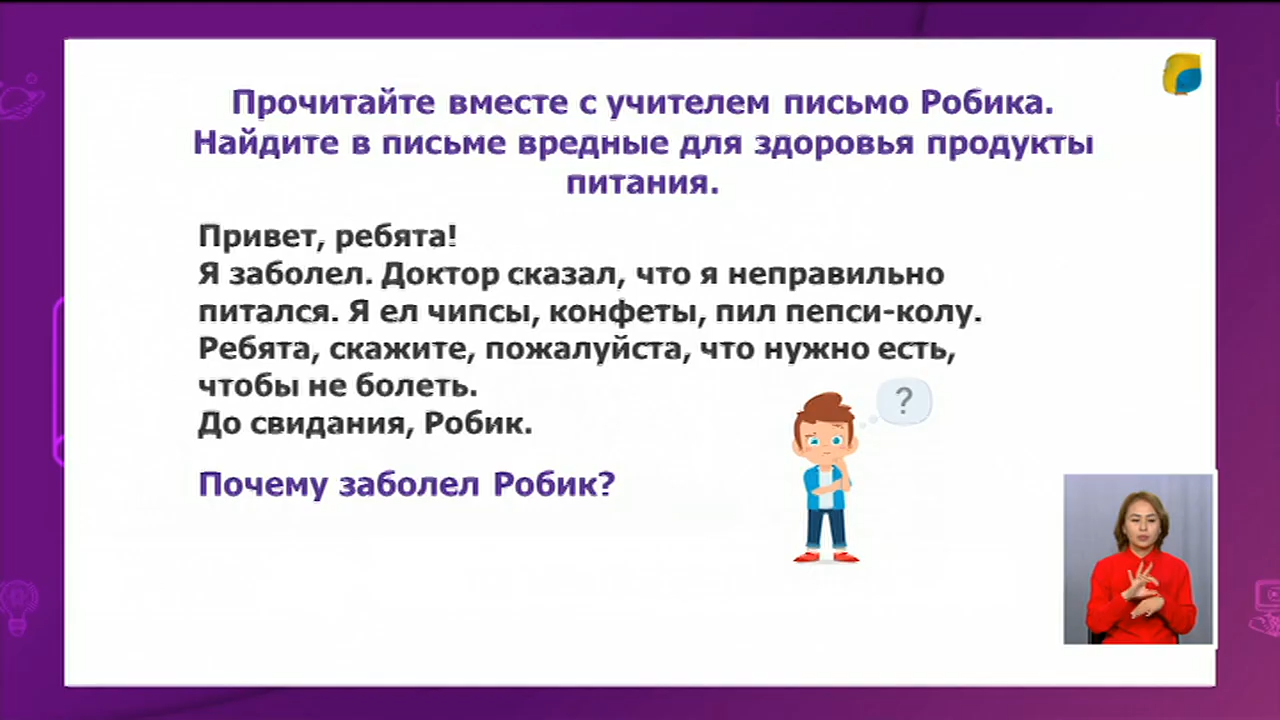 Прочитайте вместе с учителем письмо Робика.
Найдите в письме вредные для здоровья продукты
питания.
Привет, ребята!
Я заболел. Доктор сказал, что я неправильно
питался. Я ел чипсы, конфеты, пил пепси-колу.
Ребята, скажите, пожалуйста, что нужно есть,
чтобы не болеть.
До свидания, Робик.
?
Почему заболел Робик?